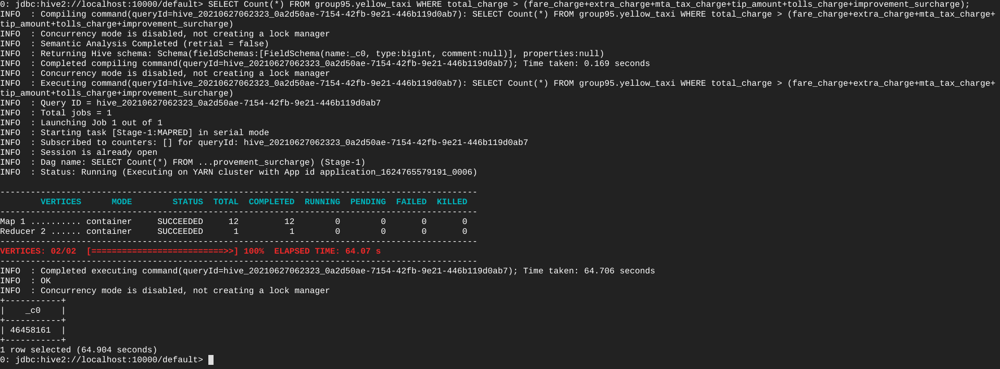 0: jdbc:hive2://localhost:10000/default> SELECT Count(*) FROM group95.yellow_taxi WHERE total_charge > (fare_charge+extra_charge+mta_tax_charge+tip_amount+tolls_charge+improvement_surcharge);
INFO  : Compiling command(queryId=hive_20210627062323_0a2d50ae-7154-42fb-9e21-446b119d0ab7): SELECT Count(*) FROM group95.yellow_taxi WHERE total_charge > (fare_charge+extra_charge+mta_tax_charge+
tip_amount+tolls_charge+improvement_surcharge)
INFO  : Concurrency mode is disabled, not creating a lock manager
INFO  : Semantic Analysis Completed (retrial = false)
INFO  : Returning Hive schema: Schema(fieldSchemas:[FieldSchema(name:_c0, type:bigint, comment:null)], properties:null)
INFO  : Completed compiling command(queryId=hive_20210627062323_0a2d50ae-7154-42fb-9e21-446b119d0ab7); Time taken: 0.169 seconds
INFO  : Concurrency mode is disabled, not creating a lock manager
INFO  : Executing command(queryId=hive_20210627062323_0a2d50ae-7154-42fb-9e21-446b119d0ab7): SELECT Count(*) FROM group95.yellow_taxi WHERE total_charge > (fare_charge+extra_charge+mta_tax_charge+
tip_amount+tolls_charge+improvement_surcharge)
INFO  : Query ID = hive_20210627062323_0a2d50ae-7154-42fb-9e21-446b119d0ab7
INFO  : Total jobs = 1
INFO  : Launching Job 1 out of 1
INFO  : Starting task [Stage-1:MAPRED] in serial mode
INFO  : Subscribed to counters: [] for queryId: hive_20210627062323_0a2d50ae-7154-42fb-9e21-446b119d0ab7
INFO  : Session is already open
INFO  : Dag name: SELECT Count(*) FROM ...provement_surcharge) (Stage-1)
INFO  : Status: Running (Executing on YARN cluster with App id application_1624765579191_0006)
----------------------------------------------------------------------------------------------
        VERTICES      MODE        STATUS  TOTAL  COMPLETED  RUNNING  PENDING  FAILED  KILLED
----------------------------------------------------------------------------------------------
Map 1 .......... container     SUCCEEDED     12         12        0        0       0       0
Reducer 2 ...... container     SUCCEEDED      1          1        0        0       0       0
----------------------------------------------------------------------------------------------
VERTICES: 02/02  [==========================>>] 100%  ELAPSED TIME: 64.07 s
----------------------------------------------------------------------------------------------
INFO  : Completed executing command(queryId=hive_20210627062323_0a2d50ae-7154-42fb-9e21-446b119d0ab7); Time taken: 64.706 seconds
INFO  : OK
INFO  : Concurrency mode is disabled, not creating a lock manager
+-----------+
|    _c0    |
+-----------+
| 46458161  |
+-----------+
1 row selected (64.904 seconds)
0: jdbc:hive2://localhost:10000/default>